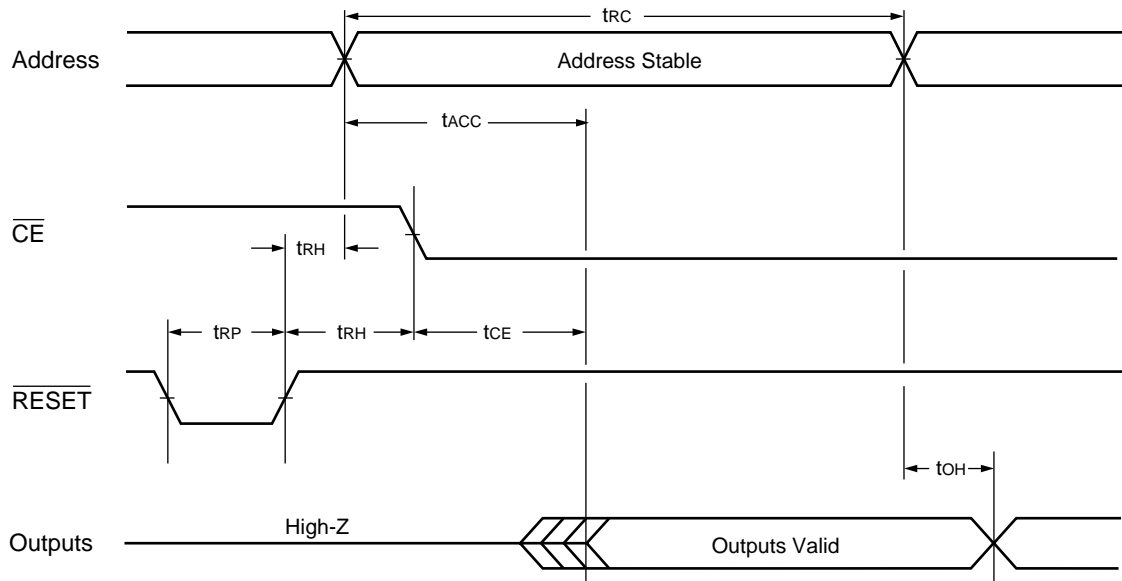 tRC
Address
Address Stable
tACC
CE
tRH
tRP
tRH
tCE
RESET
tOH
High-Z
Outputs
Outputs Valid